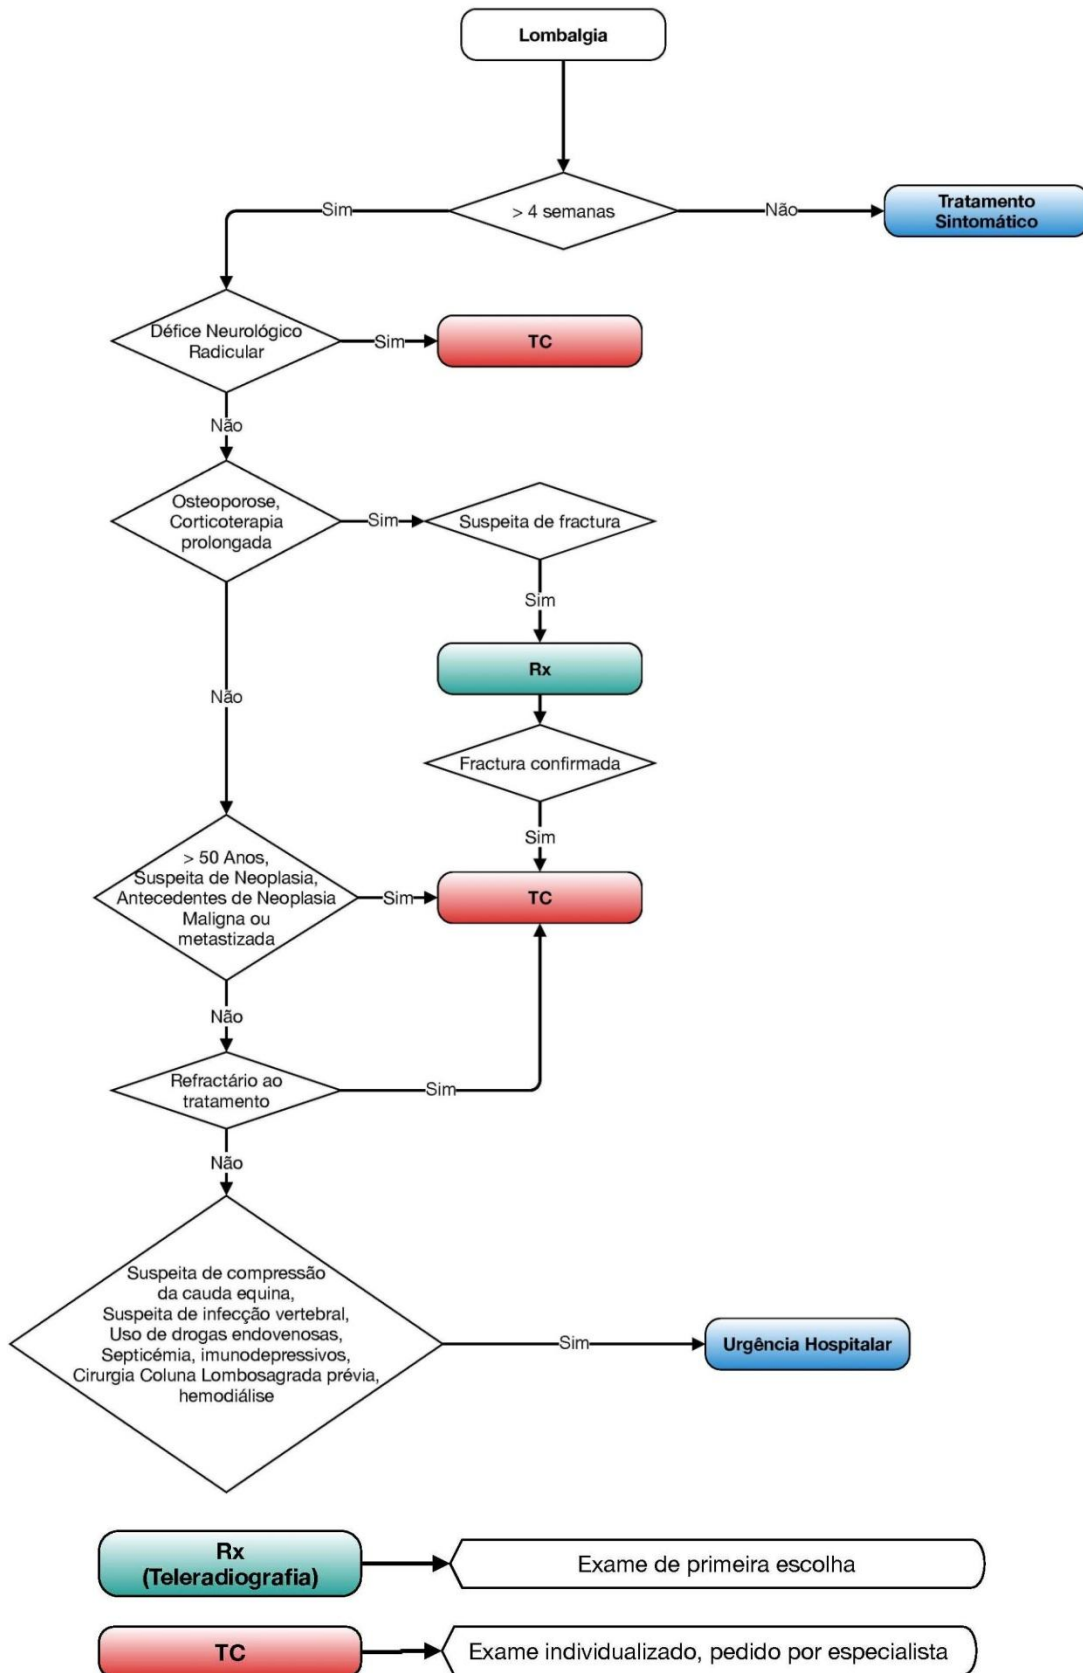 Lombalgia
> 4 semanas
Sim
Não
Tratamento
Sintomático
Défice Neurológico
Radicular
Sim
TC
Não
Osteoporose,
Corticoterapia
prolongada
Sim
Suspeita de fractura
Sim
Rx
Não
Fractura confirmada
Sim
> 50 Anos,
Suspeita de Neoplasia,
Antecedentes de Neoplasia
Maligna ou
metastizada
Sim
TC
Não
Refractário ao
tratamento
Sim
Não
Suspeita de compressão
da cauda equina,
Suspeita de infecção vertebral,
Uso de drogas endovenosas,
Septicémia, imunodepressivos,
Cirurgia Coluna Lombosagrada prévia,
hemodiálise
Sim
Urgência Hospitalar
Rx
(Teleradiografia)
Exame de primeira escolha
TC
Exame individualizado, pedido por especialista